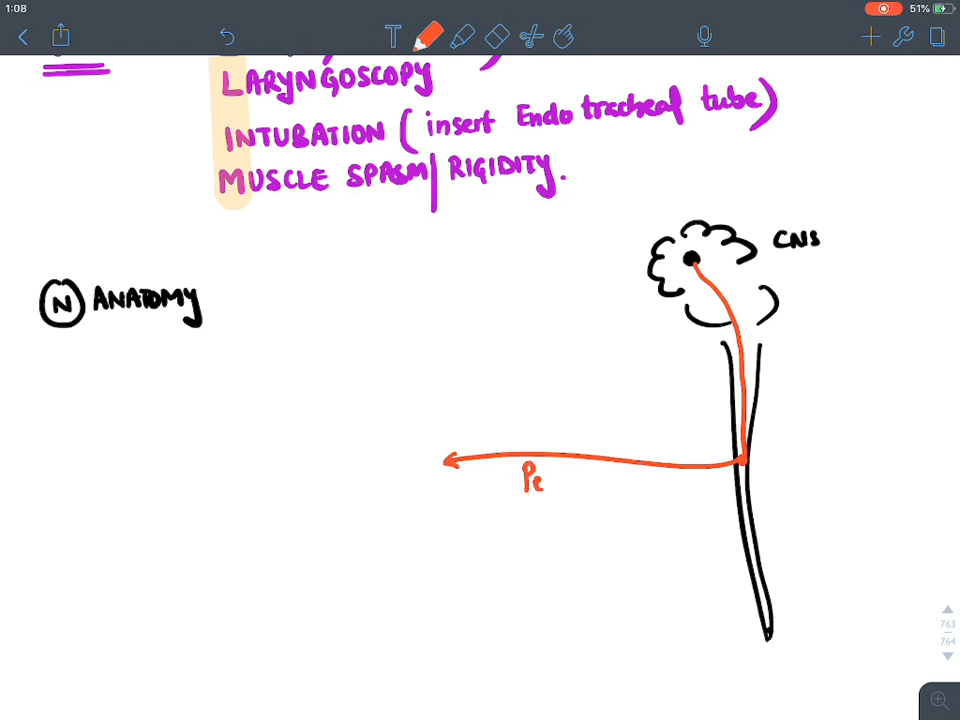 1:08
51%
T
LARYNGOSCOPY
INTUBATION (insert Endo tracheal tube)
MUSCLE SPASM/RIGIDITY.
CNS
N ANATOMY
Pe
763
764